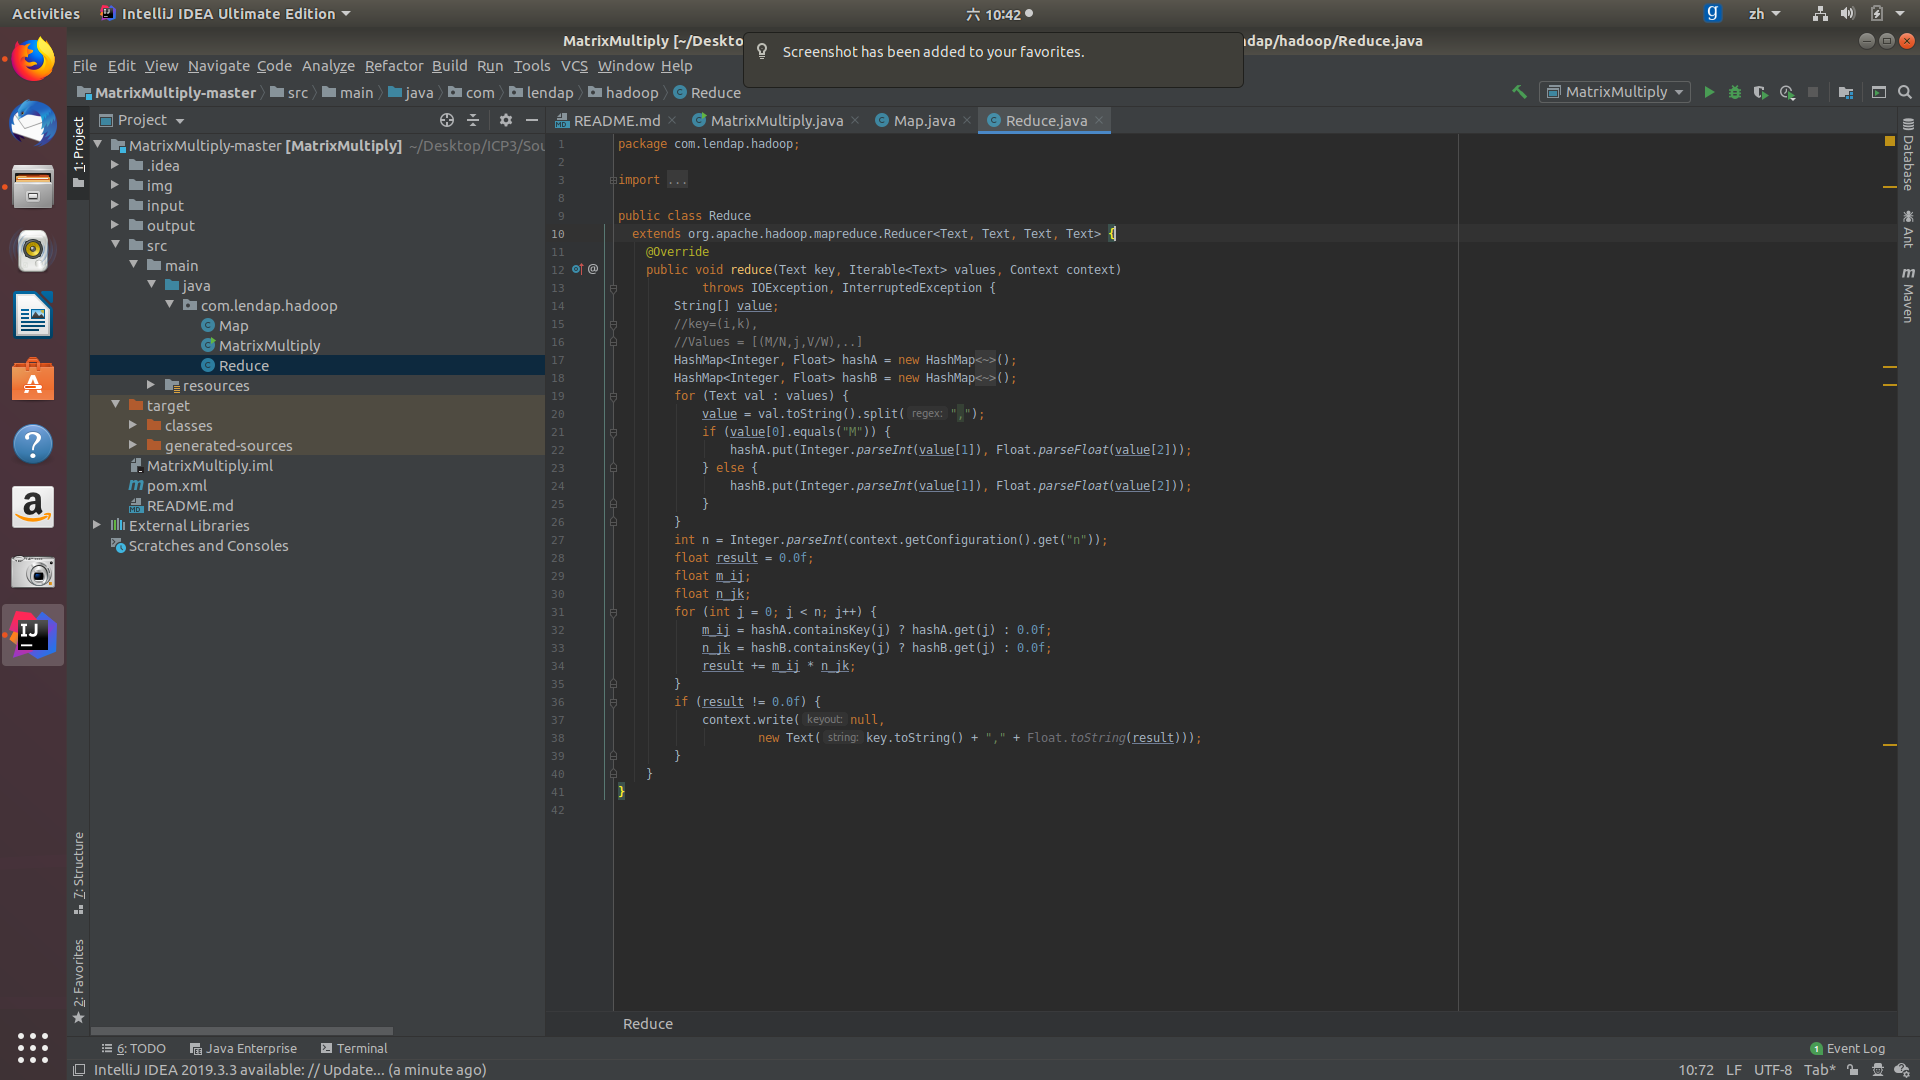 Activities IntelliJ IDEA Ultimate Edition 六 10:42 zh
MatrixMultiply [~/Deskto ndap/hadoop/Reduce.java
Screenshot has been added to your favorites.
File Edit View Navigate Code Analyze Refactor Build Run Tools VCS Window Help
MatrixMultiply-master src main java com lendap hadoop Reduce MatrixMultiply
Project
README.md MatrixMultiply.java Map.java Reduce.java
1: Project
7: Structure
2: Favorites
MatrixMultiply-master [MatrixMultiply] ~/Desktop/ICP3/Sou
.idea
img
input
output
src
main
java
com.lendap.hadoop
Map
MatrixMultiply
Reduce
resources
target
classes
generated-sources
MatrixMultiply.iml
pom.xml
README.md
External Libraries
Scratches and Consoles
1 package com.lendap.hadoop;
2
3 import ...
8
9 public class Reduce
10 extends org.apache.hadoop.mapreduce.Reducer<Text, Text, Text, Text> {
11 @Override
12 public void reduce(Text key, Iterable<Text> values, Context context)
13 throws IOException, InterruptedException {
14 String[] value;
15 //key=(i,k),
16 //Values = [(M/N,j,V/W),..]
17 HashMap<Integer, Float> hashA = new HashMap<~>();
18 HashMap<Integer, Float> hashB = new HashMap<~>();
19 for (Text val : values) {
20 value = val.toString().split( regex: ",");
21 if (value[0].equals("M")) {
22 hashA.put(Integer.parseInt(value[1]), Float.parseFloat(value[2]));
23 } else {
24 hashB.put(Integer.parseInt(value[1]), Float.parseFloat(value[2]));
25 }
26 }
27 int n = Integer.parseInt(context.getConfiguration().get("n"));
28 float result = 0.0f;
29 float m_ij;
30 float n_jk;
31 for (int j = 0; j < n; j++) {
32 m_ij = hashA.containsKey(j) ? hashA.get(j) : 0.0f;
33 n_jk = hashB.containsKey(j) ? hashB.get(j) : 0.0f;
34 result += m_ij * n_jk;
35 }
36 if (result != 0.0f) {
37 context.write( keyout: null,
38 new Text( string: key.toString() + "," + Float.toString(result)));
39 }
40 }
41 }
42
Reduce
Database
Ant
Maven
6: TODO Java Enterprise Terminal 1 Event Log
IntelliJ IDEA 2019.3.3 available: // Update... (a minute ago) 10:72 LF UTF-8 Tab*